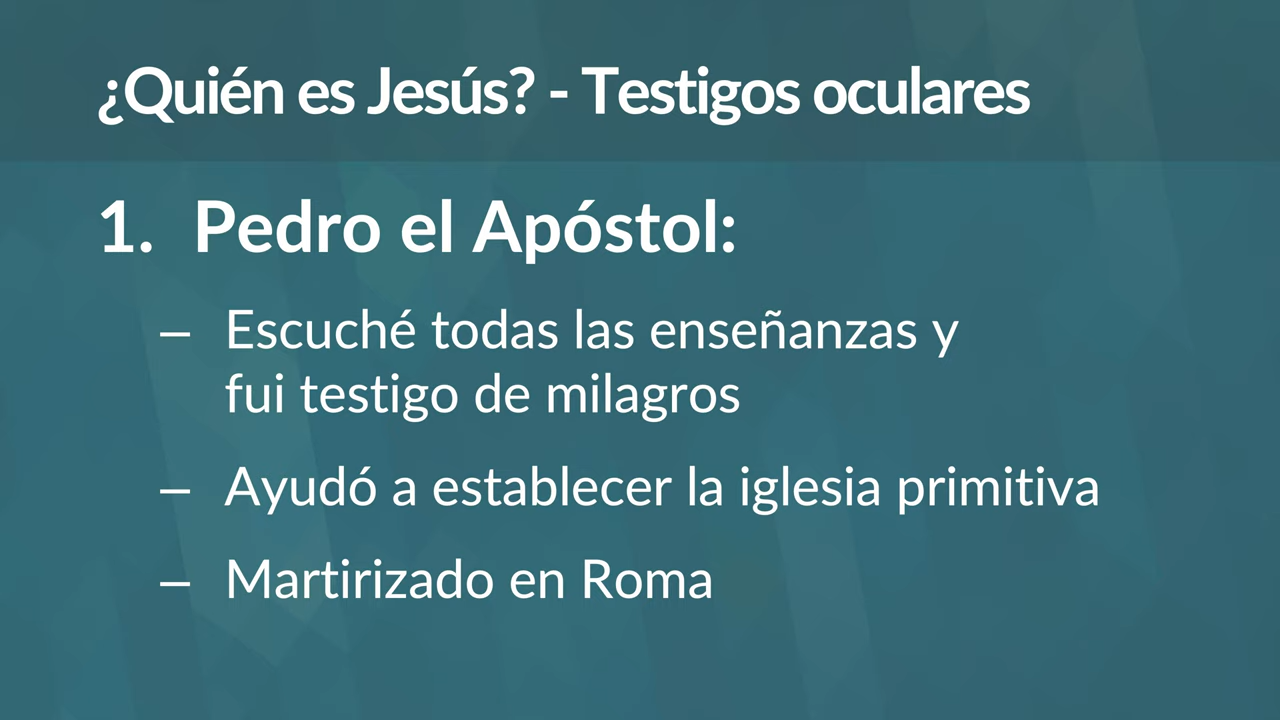 ¿Quién es Jesús? - Testigos oculares
1. Pedro el Apóstol:
– Escuché todas las enseñanzas y
fui testigo de milagros
– Ayudó a establecer la iglesia primitiva
– Martirizado en Roma